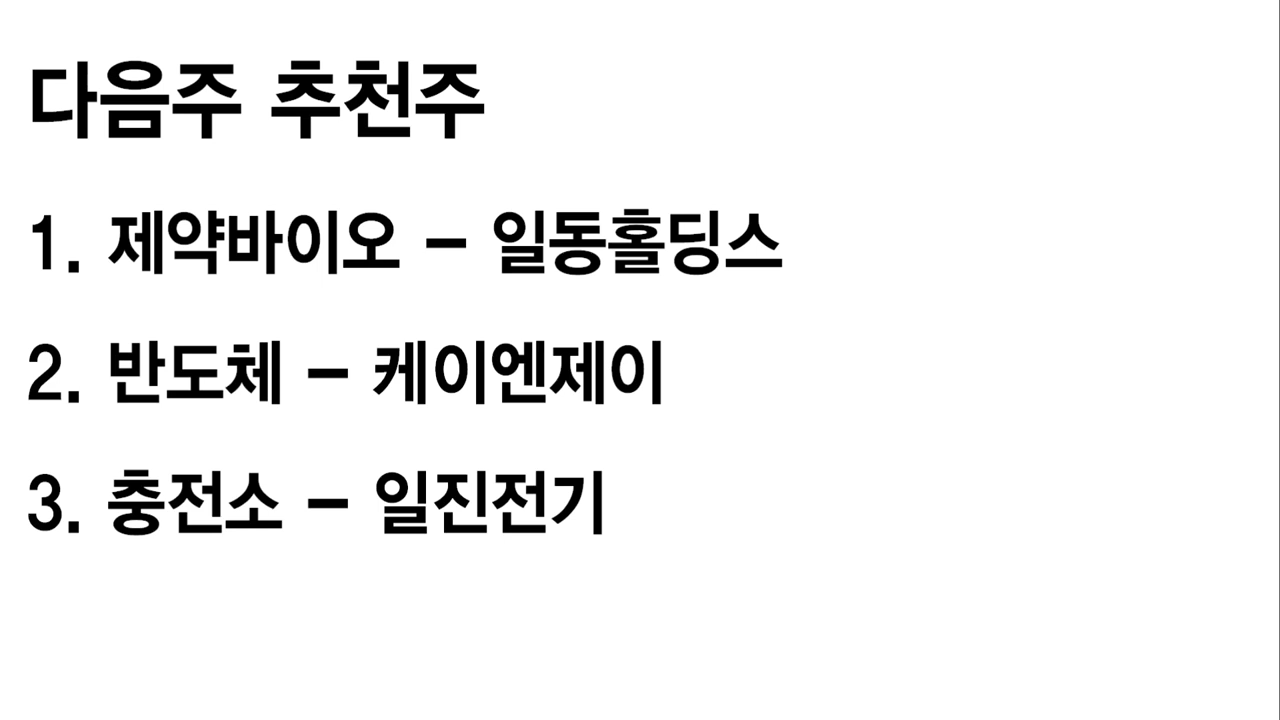 다음주 추천주
1. 제약바이오 - 일동홀딩스
2. 반도체 - 케이엔제이
3. 충전소 - 일진전기